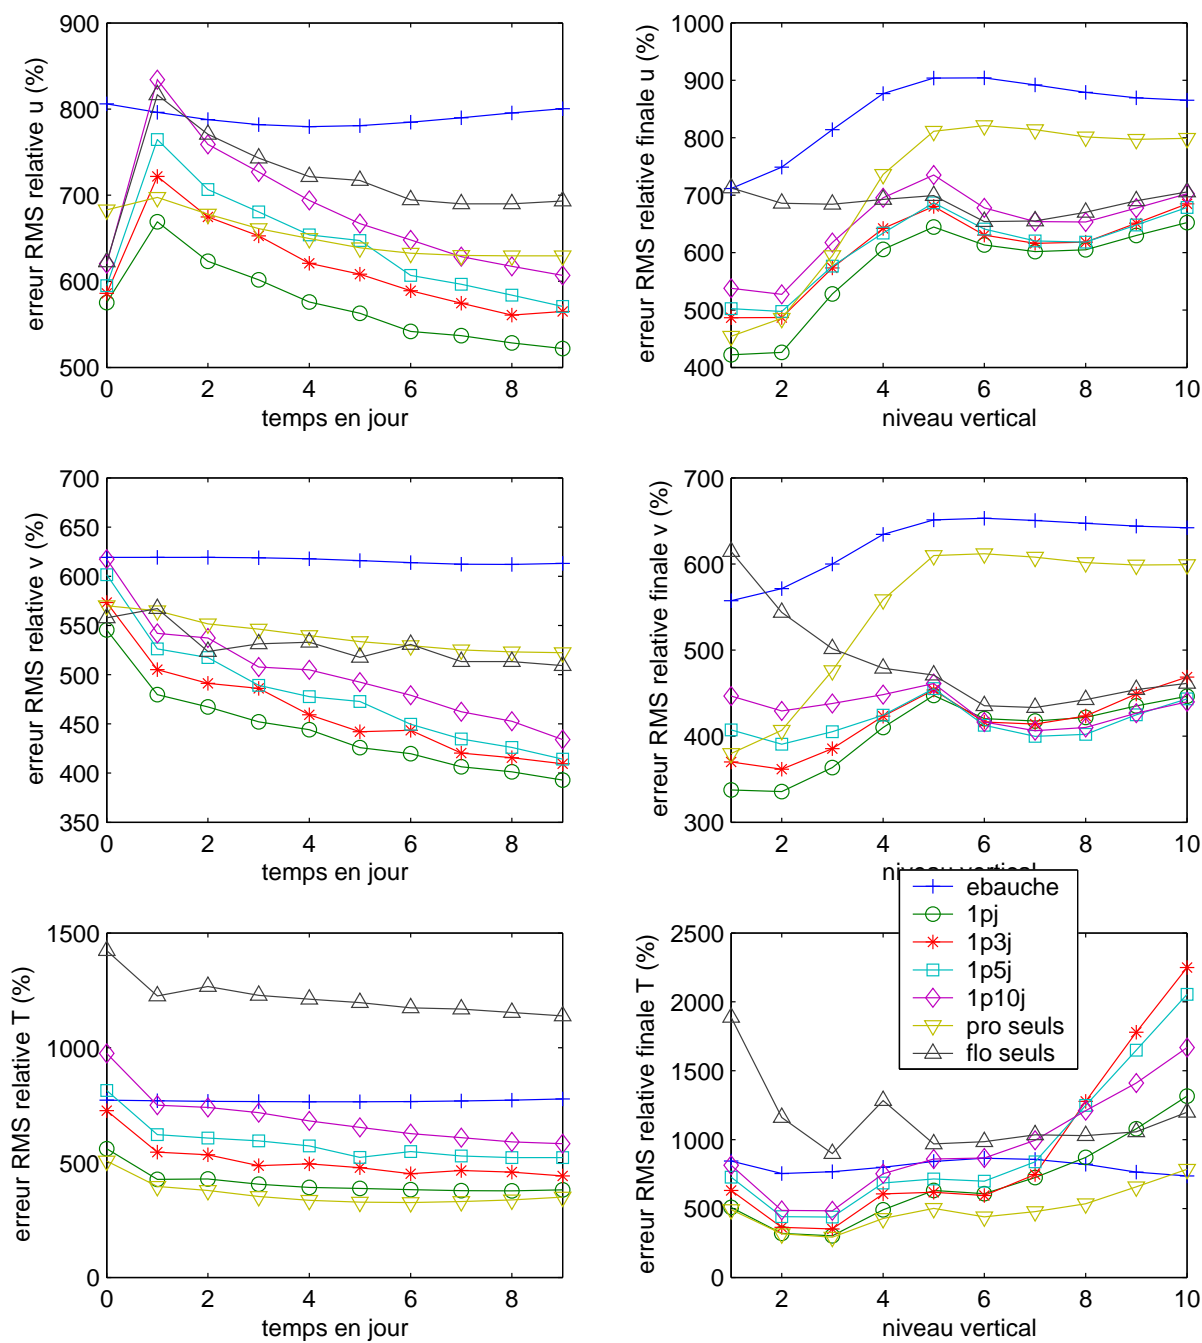 erreur RMS relative u (%)
900
800
700
600
500
0 2 4 6 8
temps en jour
erreur RMS relative finale u (%)
1000
900
800
700
600
500
400
2 4 6 8 10
niveau vertical
erreur RMS relative v (%)
700
650
600
550
500
450
400
350
0 2 4 6 8
temps en jour
erreur RMS relative finale v (%)
700
600
500
400
300
2 4 6 8 10
niveau vertical
erreur RMS relative T (%)
1500
1000
500
0
0 2 4 6 8
temps en jour
erreur RMS relative finale T (%)
2500
2000
1500
1000
500
0
2 4 6 8 10
niveau vertical
ebauche
1pj
1p3j
1p5j
1p10j
pro seuls
flo seuls